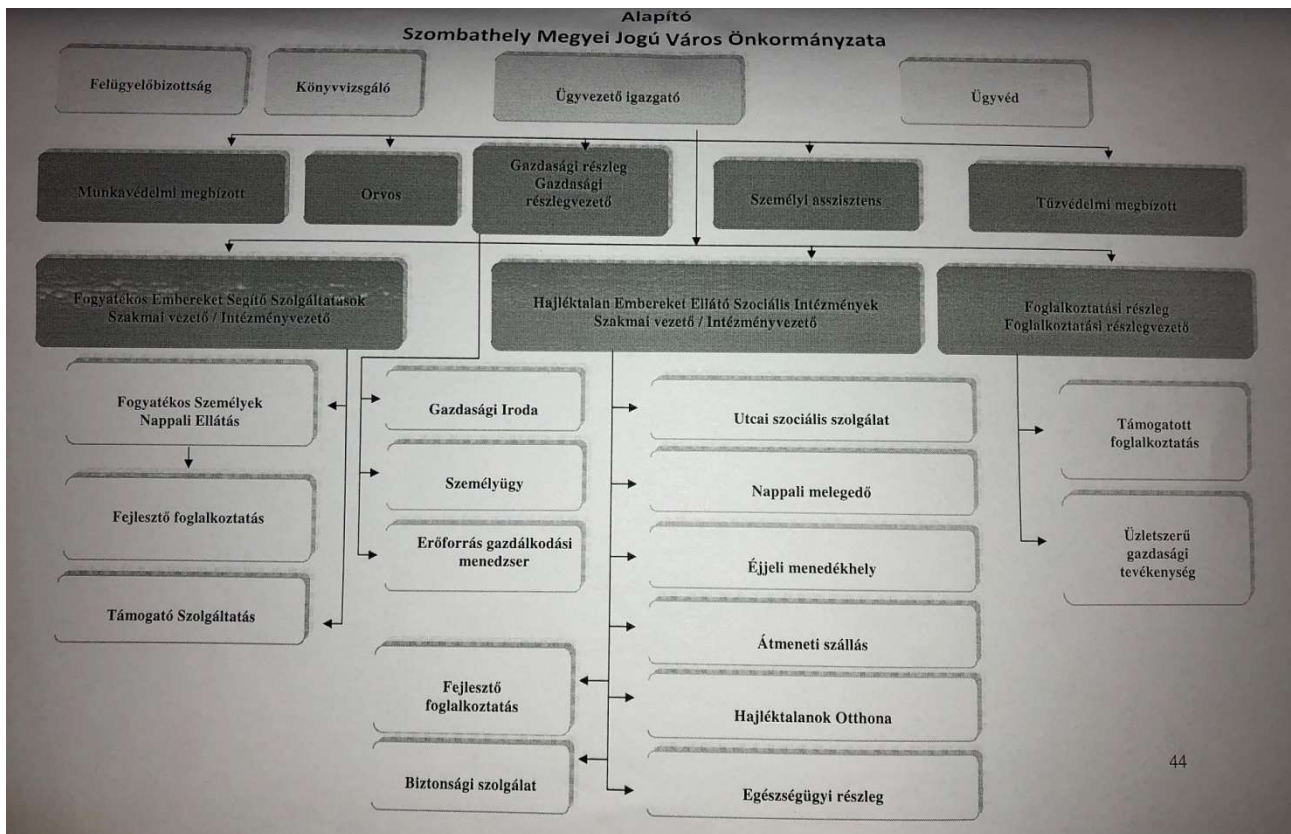 Alapító
Szombathely Megyei Jogú Város Önkormányzata
Felügyelőbizottság
Könyvvizsgáló
Ügyvezető igazgató
Ügyvéd
Munkavédelmi megbízott
Orvos
Gazdasági részleg
Gazdasági
részlegvezető
Személyi asszisztens
Tűzvédelmi megbízott
Fogyatékos Embereket Segítő Szolgáltatások
Szakmai vezető / Intézményvezető
Hajléktalan Embereket Ellátó Szociális Intézmények
Szakmai vezető / Intézményvezető
Foglalkoztatási részleg
Foglalkoztatási részlegvezető
Fogyatékos Személyek
Nappali Ellátás
Fejlesztő foglalkoztatás
Támogató Szolgáltatás
Gazdasági Iroda
Személyügy
Erőforrás gazdálkodási
menedzser
Fejlesztő
foglalkoztatás
Biztonsági szolgálat
Utcai szociális szolgálat
Nappali melegedő
Éjjeli menedékhely
Átmeneti szállás
Hajléktalanok Otthona
Egészségügyi részleg
Támogatott
foglalkoztatás
Üzletszerű
gazdasági
tevékenység
44